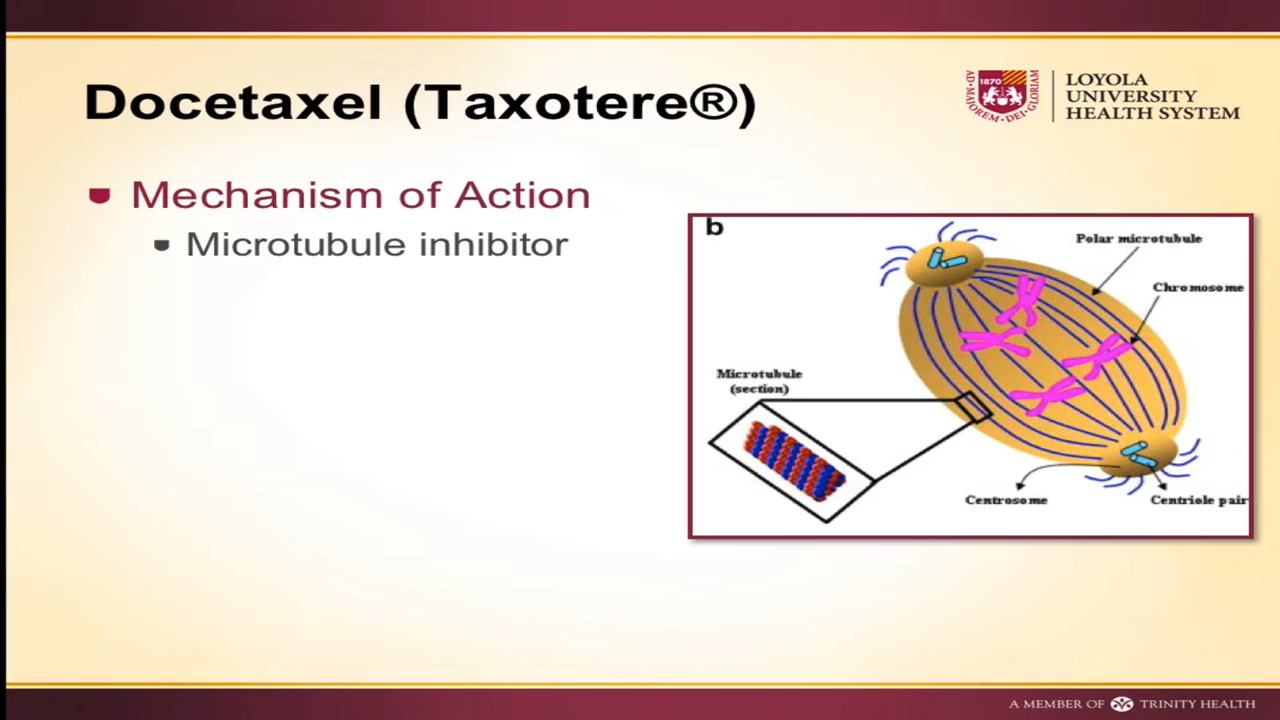 Docetaxel (Taxotere®)
1870
AD•MAJOREM•DEI•GLORIAM
LOYOLA
UNIVERSITY
HEALTH SYSTEM
Mechanism of Action
Microtubule inhibitor
b
Polar microtubule
Chromosome
Microtubule
(section)
Centrosome
Centriole pair
A MEMBER OF TRINITY HEALTH